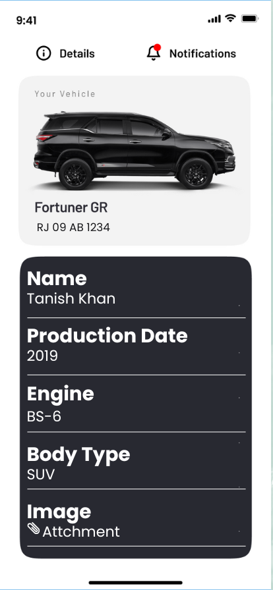 9:41
Details
Notifications
Your Vehicle
Fortuner GR
RJ 09 AB 1234
Name
Tanish Khan
Production Date
2019
Engine
BS-6
Body Type
SUV
Image
Attchment